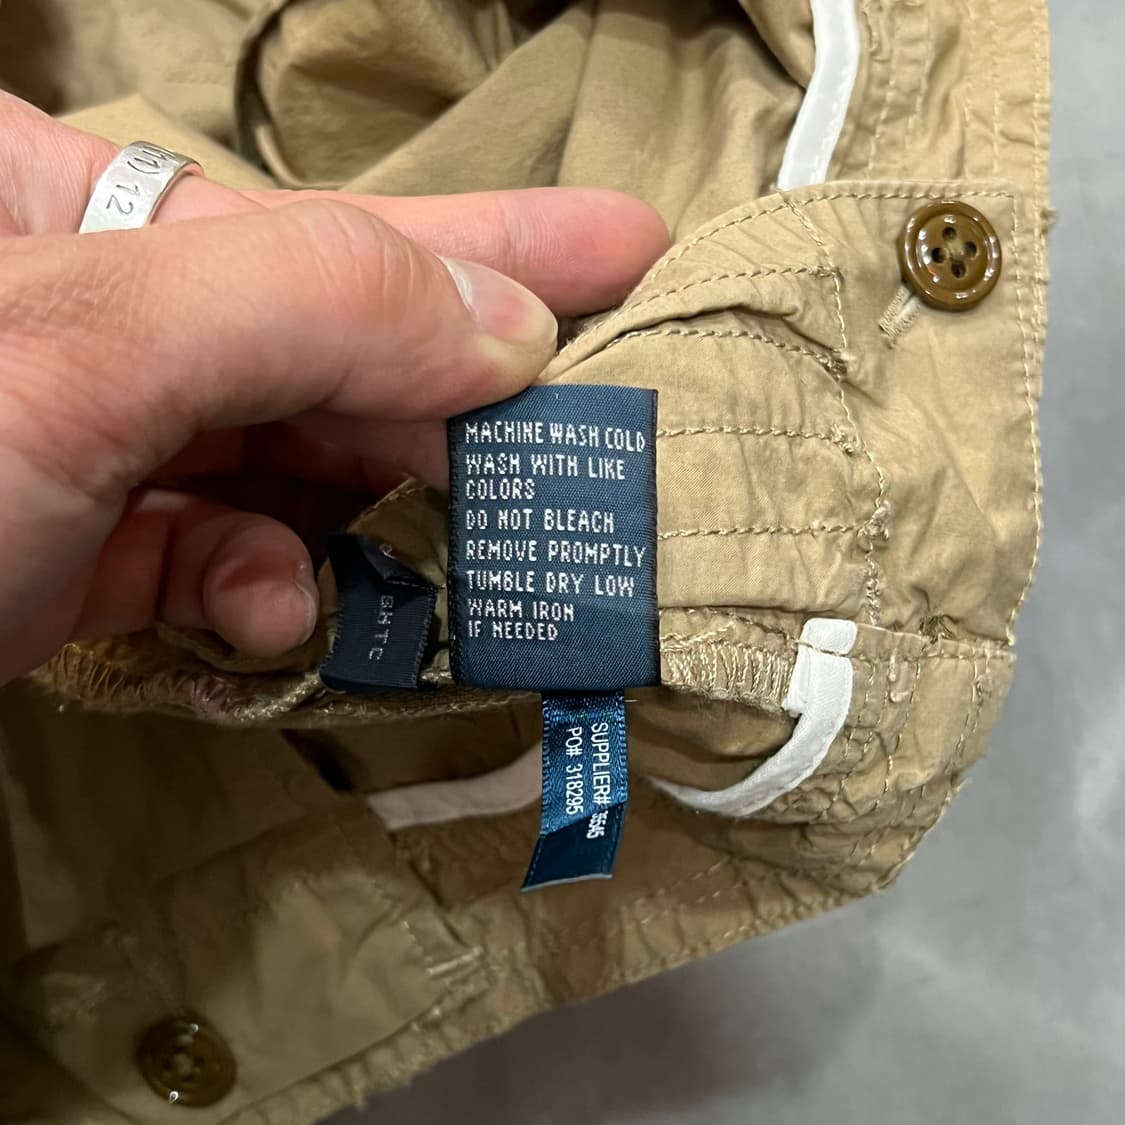 MACHINE WASH COLD
WASH WITH LIKE
COLORS
DO NOT BLEACH
REMOVE PROMPTLY
TUMBLE DRY LOW
WARM IRON
IF NEEDED
SUPPLIER#
PO# 318295
12